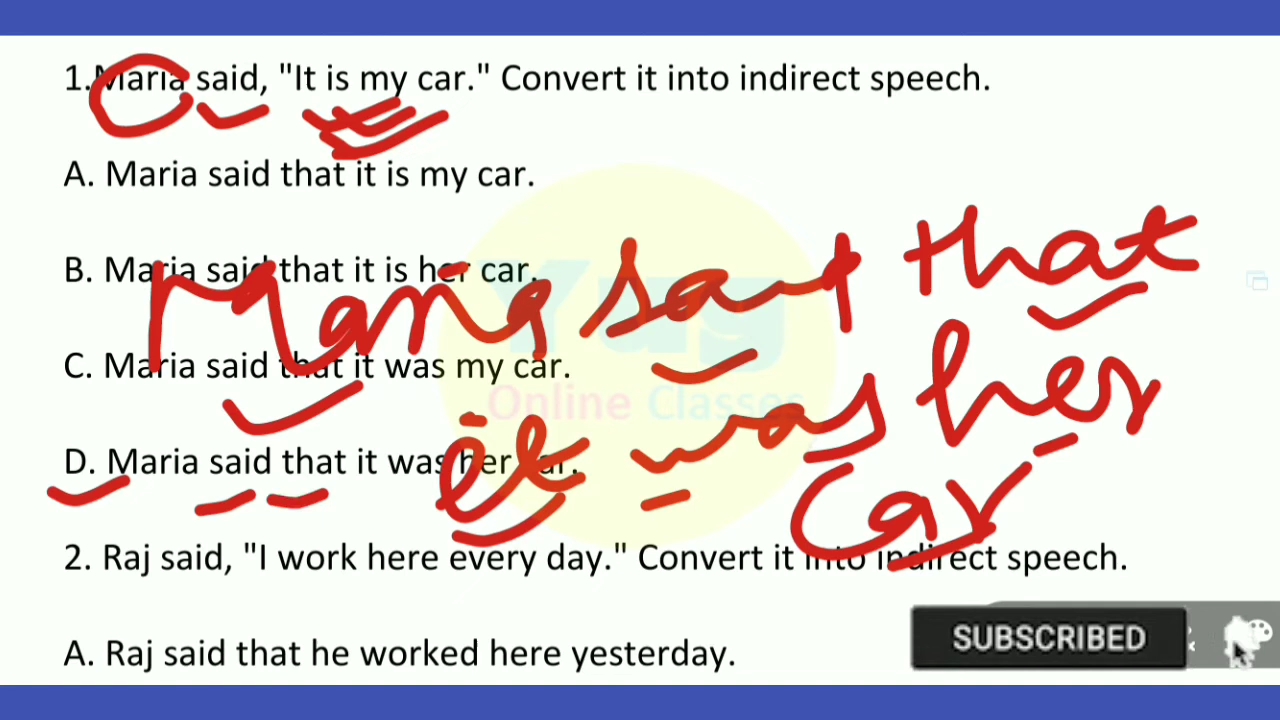 1.Maria said, "It is my car." Convert it into indirect speech.
A. Maria said that it is my car.
B. Maria said that it is her car.
Maria said that
Yug
C. Maria said that it was my car.
it was her
Online Classes
D. Maria said that it was her car.
car
2. Raj said, "I work here every day." Convert it into indirect speech.
A. Raj said that he worked here yesterday.
SUBSCRIBED